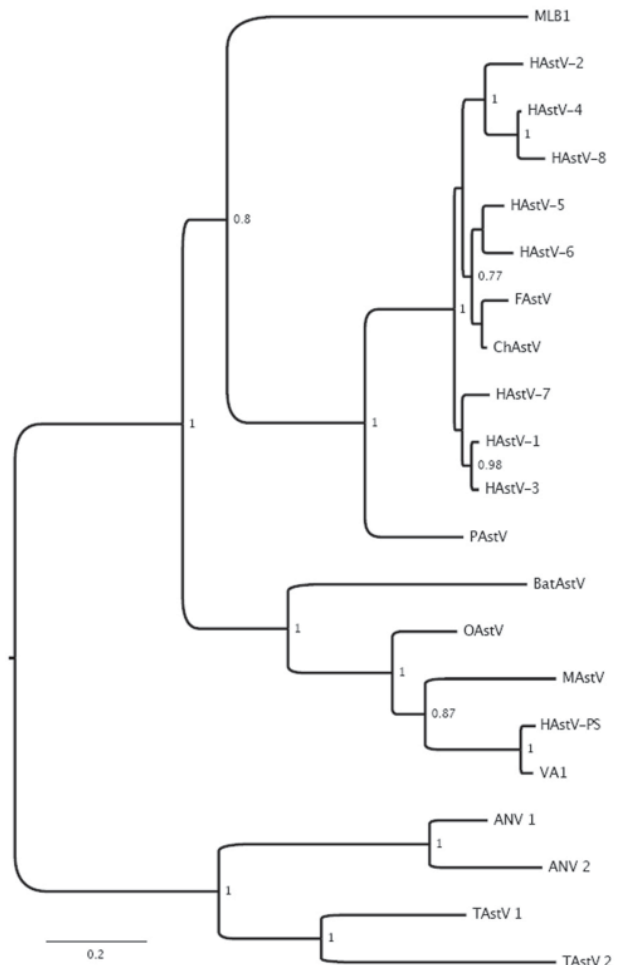 MLB1
HAstV-2
1
HAstV-4
1
HAstV-8
HAstV-5
0.8
HAstV-6
0.77
FAstV
1
ChAstV
HAstV-7
1
1
HAstV-1
0.98
HAstV-3
PAstV
BatAstV
1
OAstV
1
MAstV
0.87
HAstV-PS
1
VA1
ANV 1
1
ANV 2
1
TAstV 1
1
0.2
TAstV 2